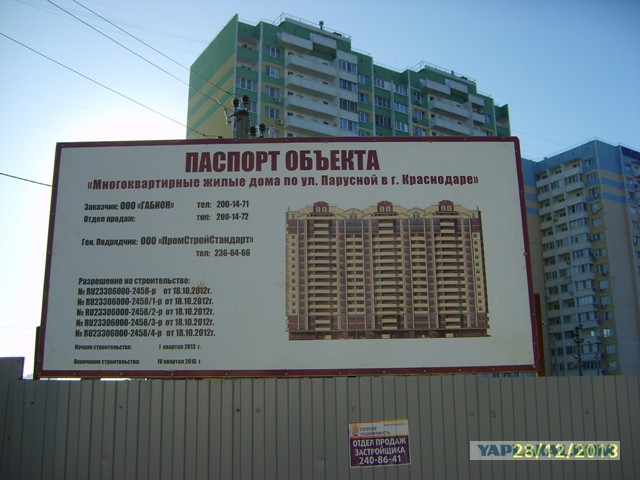 ПАСПОРТ ОБЪЕКТА
«Многоквартирные жилые дома по ул. Парусной в г. Краснодаре»
Заказчик: ООО «ГАБИОН» тел: 200-14-71
Отдел продаж: тел: 200-14-72
Ген. Подрядчик: ООО «ПромСтройСтандарт»
тел: 236-64-66
Разрешение на строительство:
№ RU23306000-2458-р от 18.10.2012г.
№ RU23306000-2458/1-р от 18.10.2012г.
№ RU23306000-2458/2-р от 18.10.2012г.
№ RU23306000-2458/3-р от 18.10.2012г.
№ RU23306000-2458/4-р от 18.10.2012г.
Начало строительства: I квартал 2013 г.
Окончание строительства: IV квартал 2016 г.
ОТДЕЛ ПРОДАЖ
ЗАСТРОЙЩИКА
240-86-41
28/12/2013